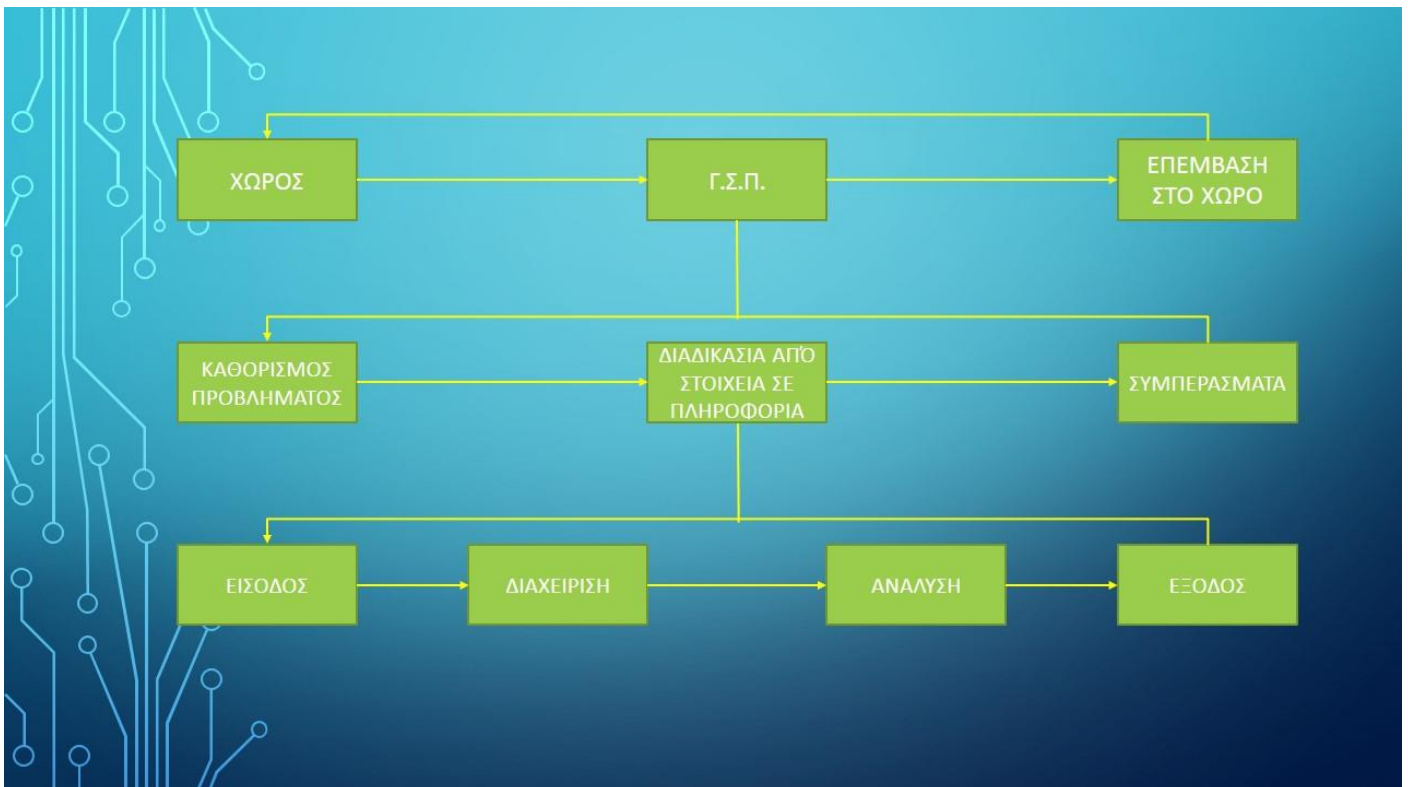 ΧΩΡΟΣ
Γ.Σ.Π.
ΕΠΕΜΒΑΣΗ
ΣΤΟ ΧΩΡΟ
ΚΑΘΟΡΙΣΜΟΣ
ΠΡΟΒΛΗΜΑΤΟΣ
ΔΙΑΔΙΚΑΣΙΑ ΑΠΌ
ΣΤΟΙΧΕΙΑ ΣΕ
ΠΛΗΡΟΦΟΡΙΑ
ΣΥΜΠΕΡΑΣΜΑΤΑ
ΕΙΣΟΔΟΣ
ΔΙΑΧΕΙΡΙΣΗ
ΑΝΑΛΥΣΗ
ΕΞΟΔΟΣ